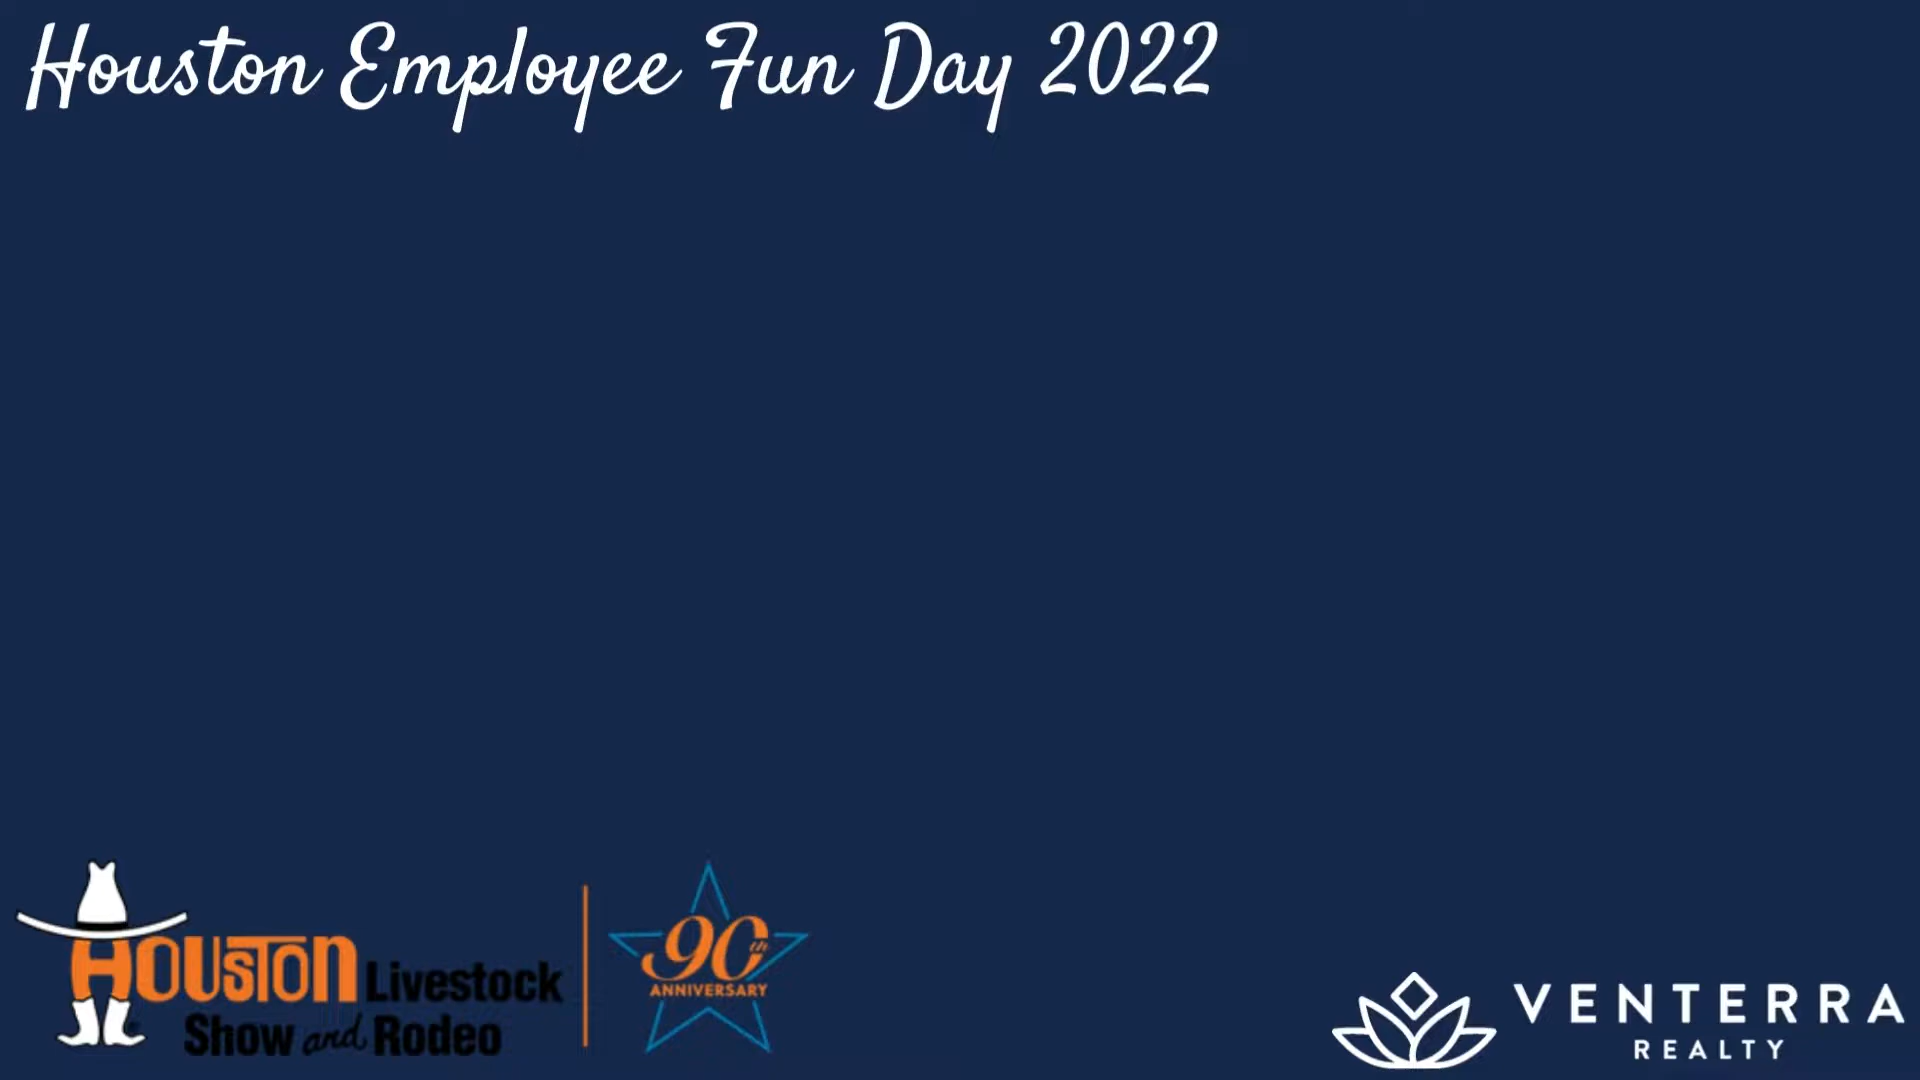 Houston Employee Fun Day 2022
HOUSTON Livestock
Show and Rodeo
90th
ANNIVERSARY
VENTERRA
REALTY